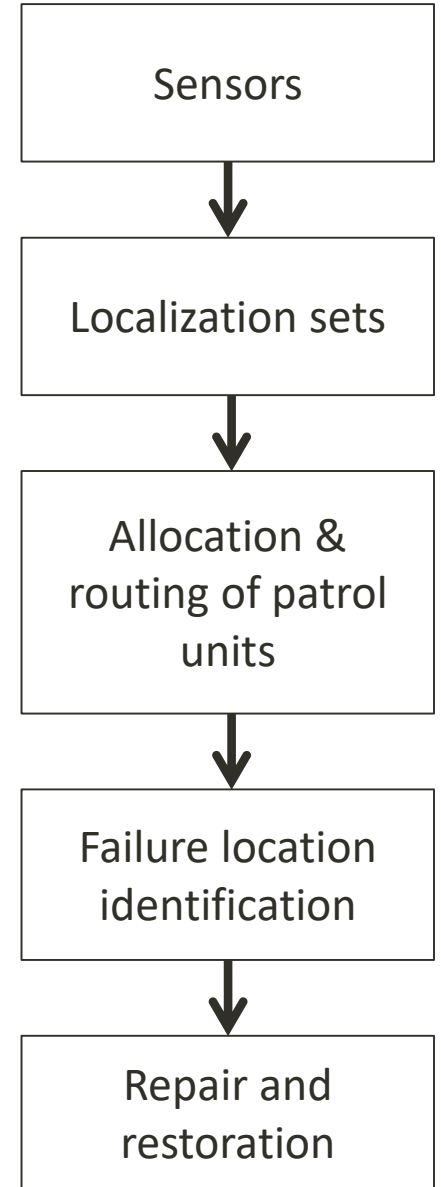 Sensors
Localization sets
Allocation &
routing of patrol
units
Failure location
identification
Repair and
restoration